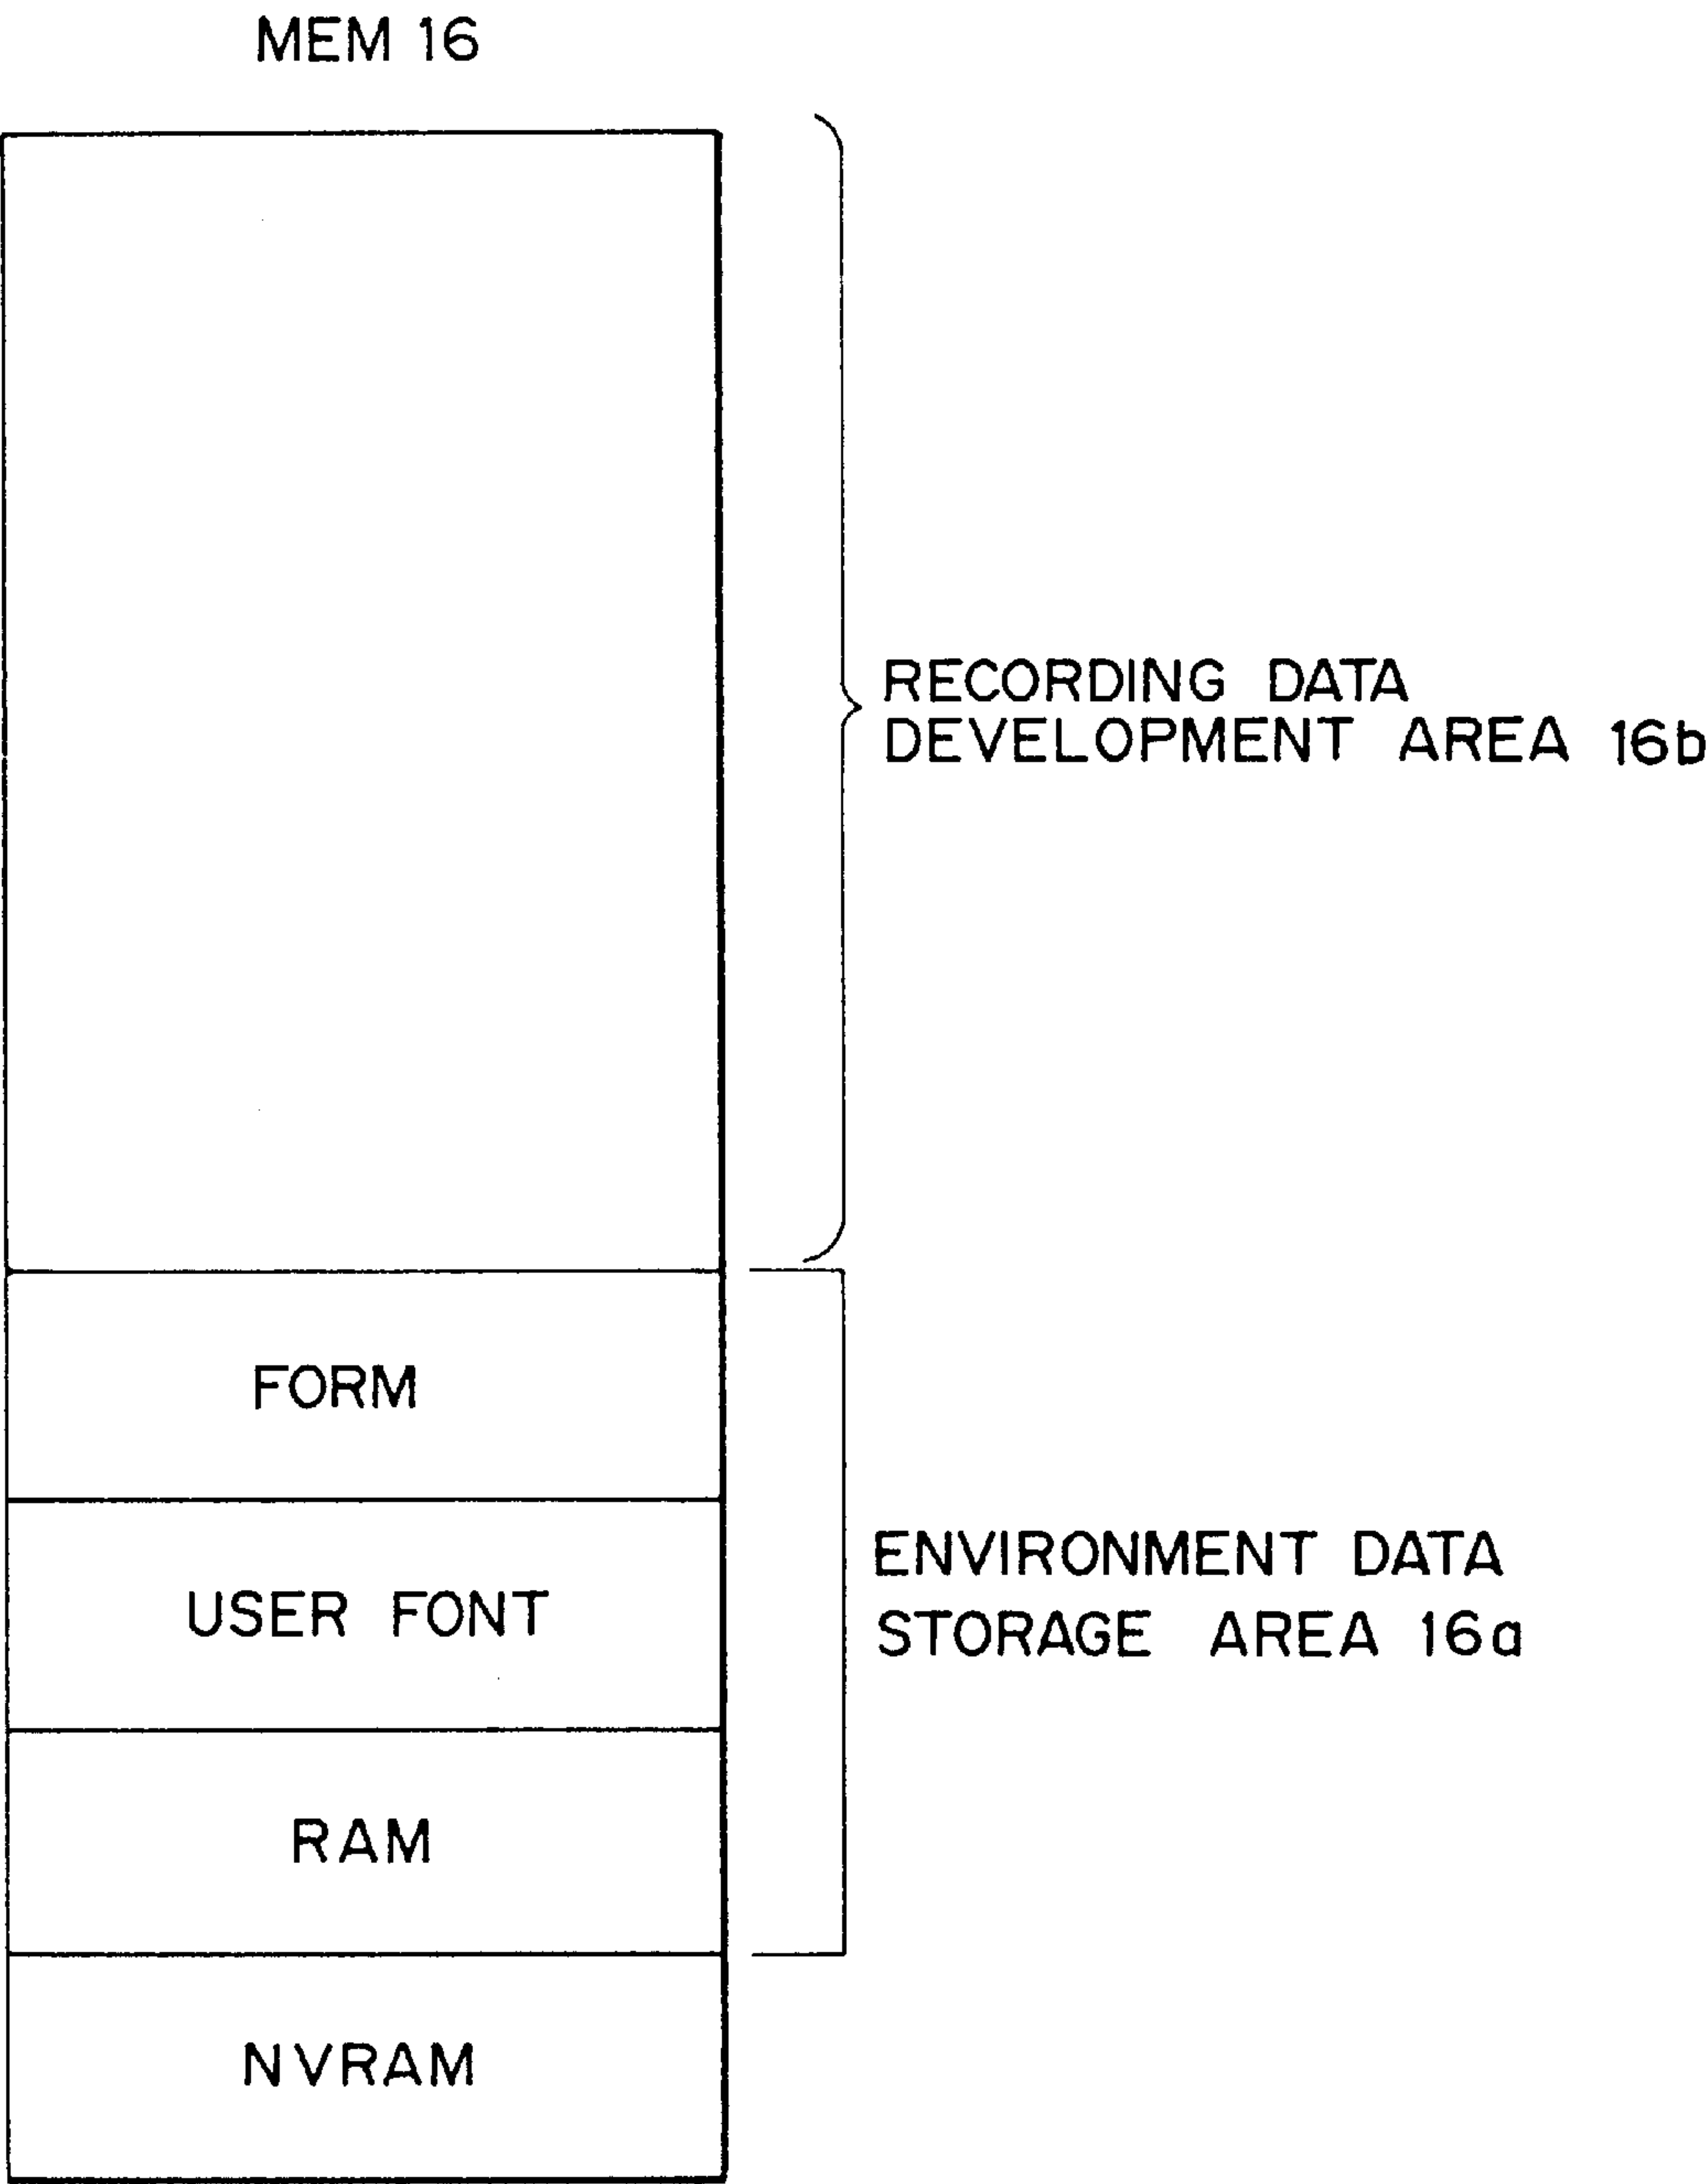 MEM 16
RECORDING DATA
DEVELOPMENT AREA 16b
FORM
USER FONT
ENVIRONMENT DATA
STORAGE AREA 16a
RAM
NVRAM